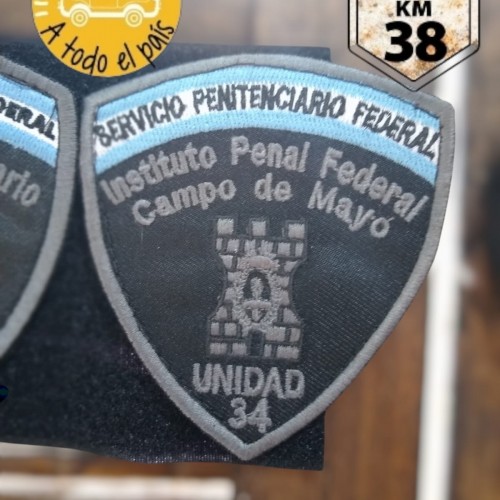 A todo el país
KM
38
SERVICIO PENITENCIARIO FEDERAL
Instituto Penal Federal
Campo de Mayo
UNIDAD
34